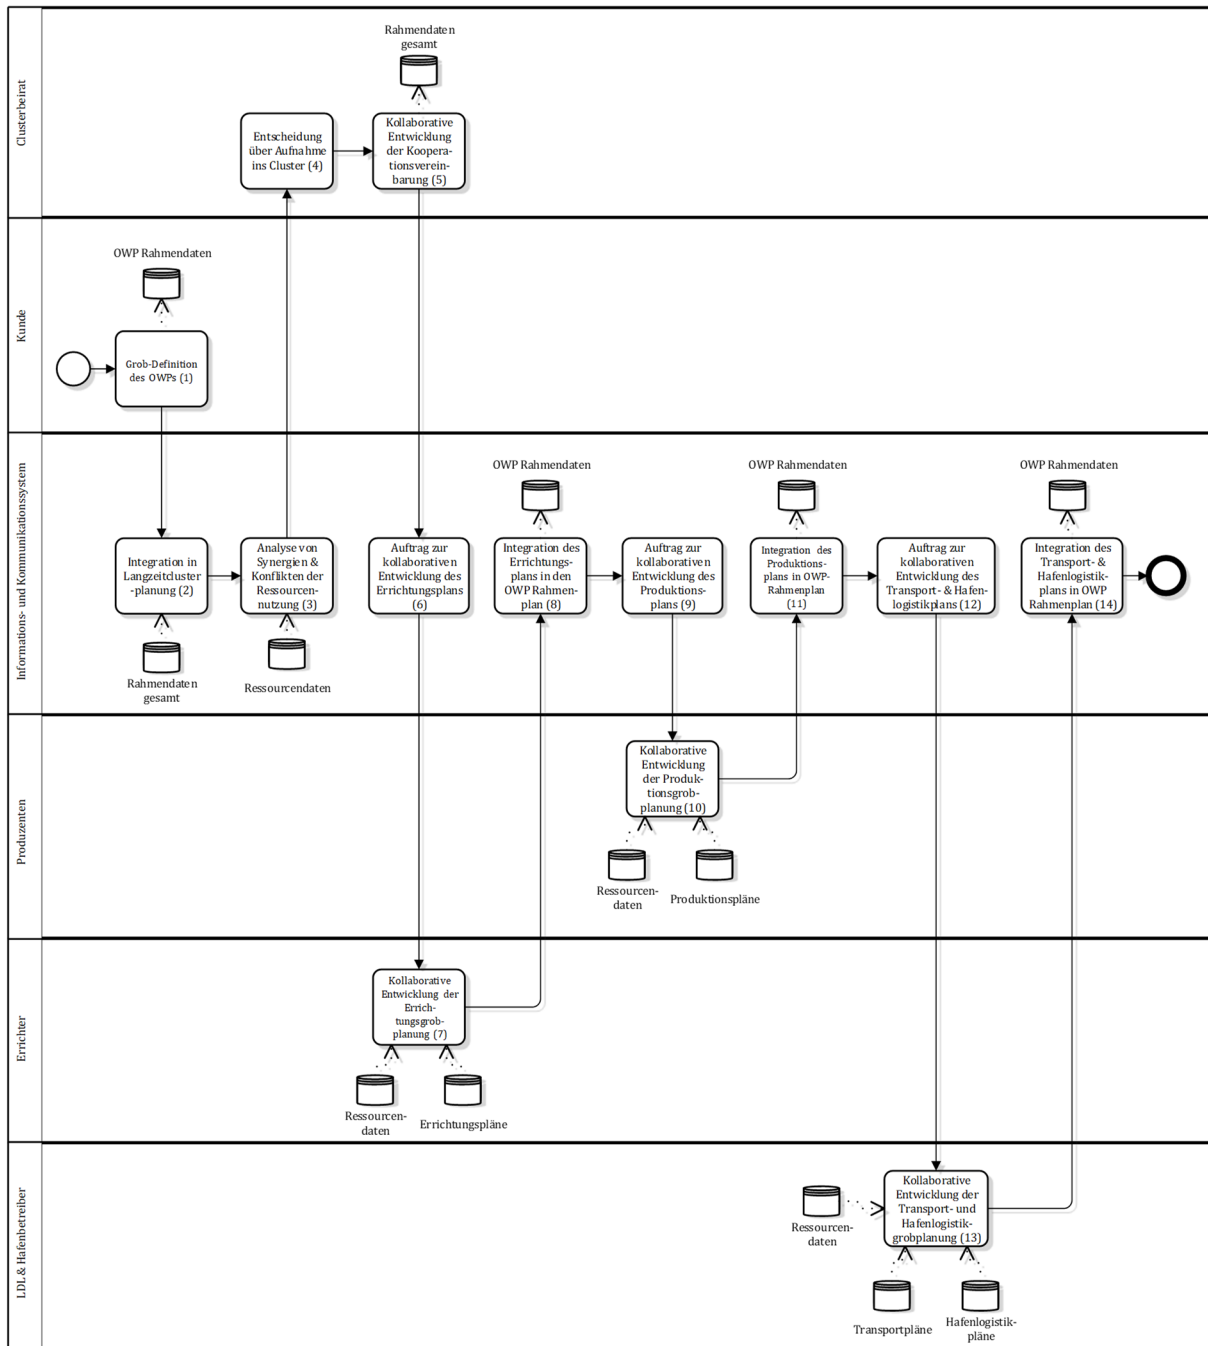 Clusterbeirat
Rahmendaten
gesamt
Entscheidung
über Aufnahme
ins Cluster (4)
Kollaborative
Entwicklung
der Koopera-
tionsverein-
barung (5)
Kunde
OWP Rahmendaten
Grob-Definition
des OWPs (1)
Informations- und Kommunikationssystem
OWP Rahmendaten
OWP Rahmendaten
OWP Rahmendaten
Integration in
Langzeitcluster
-planung (2)
Analyse von
Synergien &
Konflikten der
Ressourcen-
nutzung (3)
Auftrag zur
kollaborativen
Entwicklung des
Errichtungsplans (6)
Integration des
Errichtungs-
plans in den
OWP Rahmen-
plan (8)
Auftrag zur
kollaborativen
Entwicklung des
Produktions-
plans (9)
Integration des
Produktions-
plans in OWP-
Rahmenplan
(11)
Auftrag zur
kollaborativen
Entwicklung des
Transport- & Hafen-
logistikplans (12)
Integration des
Transport- &
Hafenlogistik-
plans in OWP
Rahmenplan (14)
Rahmendaten
gesamt
Ressourcendaten
Produzenten
Kollaborative
Entwicklung
der Produk-
tionsgrob-
planung (10)
Ressourcen-
daten
Produktionspläne
Errichter
Kollaborative
Entwicklung der
Errich-
tungsgrob-
planung (7)
Ressourcen-
daten
Errichtungspläne
LDL & Hafenbetreiber
Kollaborative
Entwicklung der
Transport- und
Hafenlogistik-
grobplanung (13)
Ressourcen-
daten
Transportpläne
Hafenlogistik-
pläne